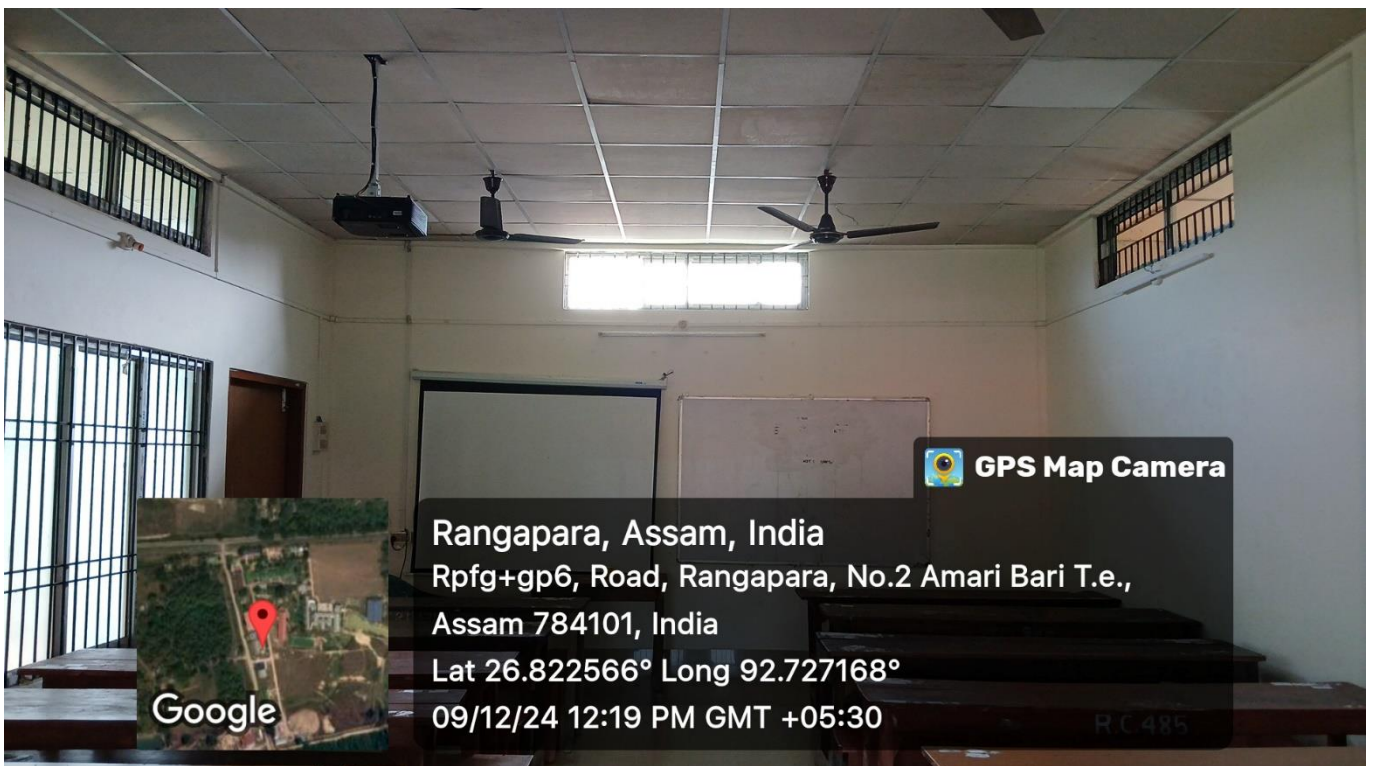 GPS Map Camera
Rangapara, Assam, India
Rpfg+gp6, Road, Rangapara, No.2 Amari Bari T.e.,
Assam 784101, India
Lat 26.822566° Long 92.727168°
09/12/24 12:19 PM GMT +05:30
Google
R.C.485